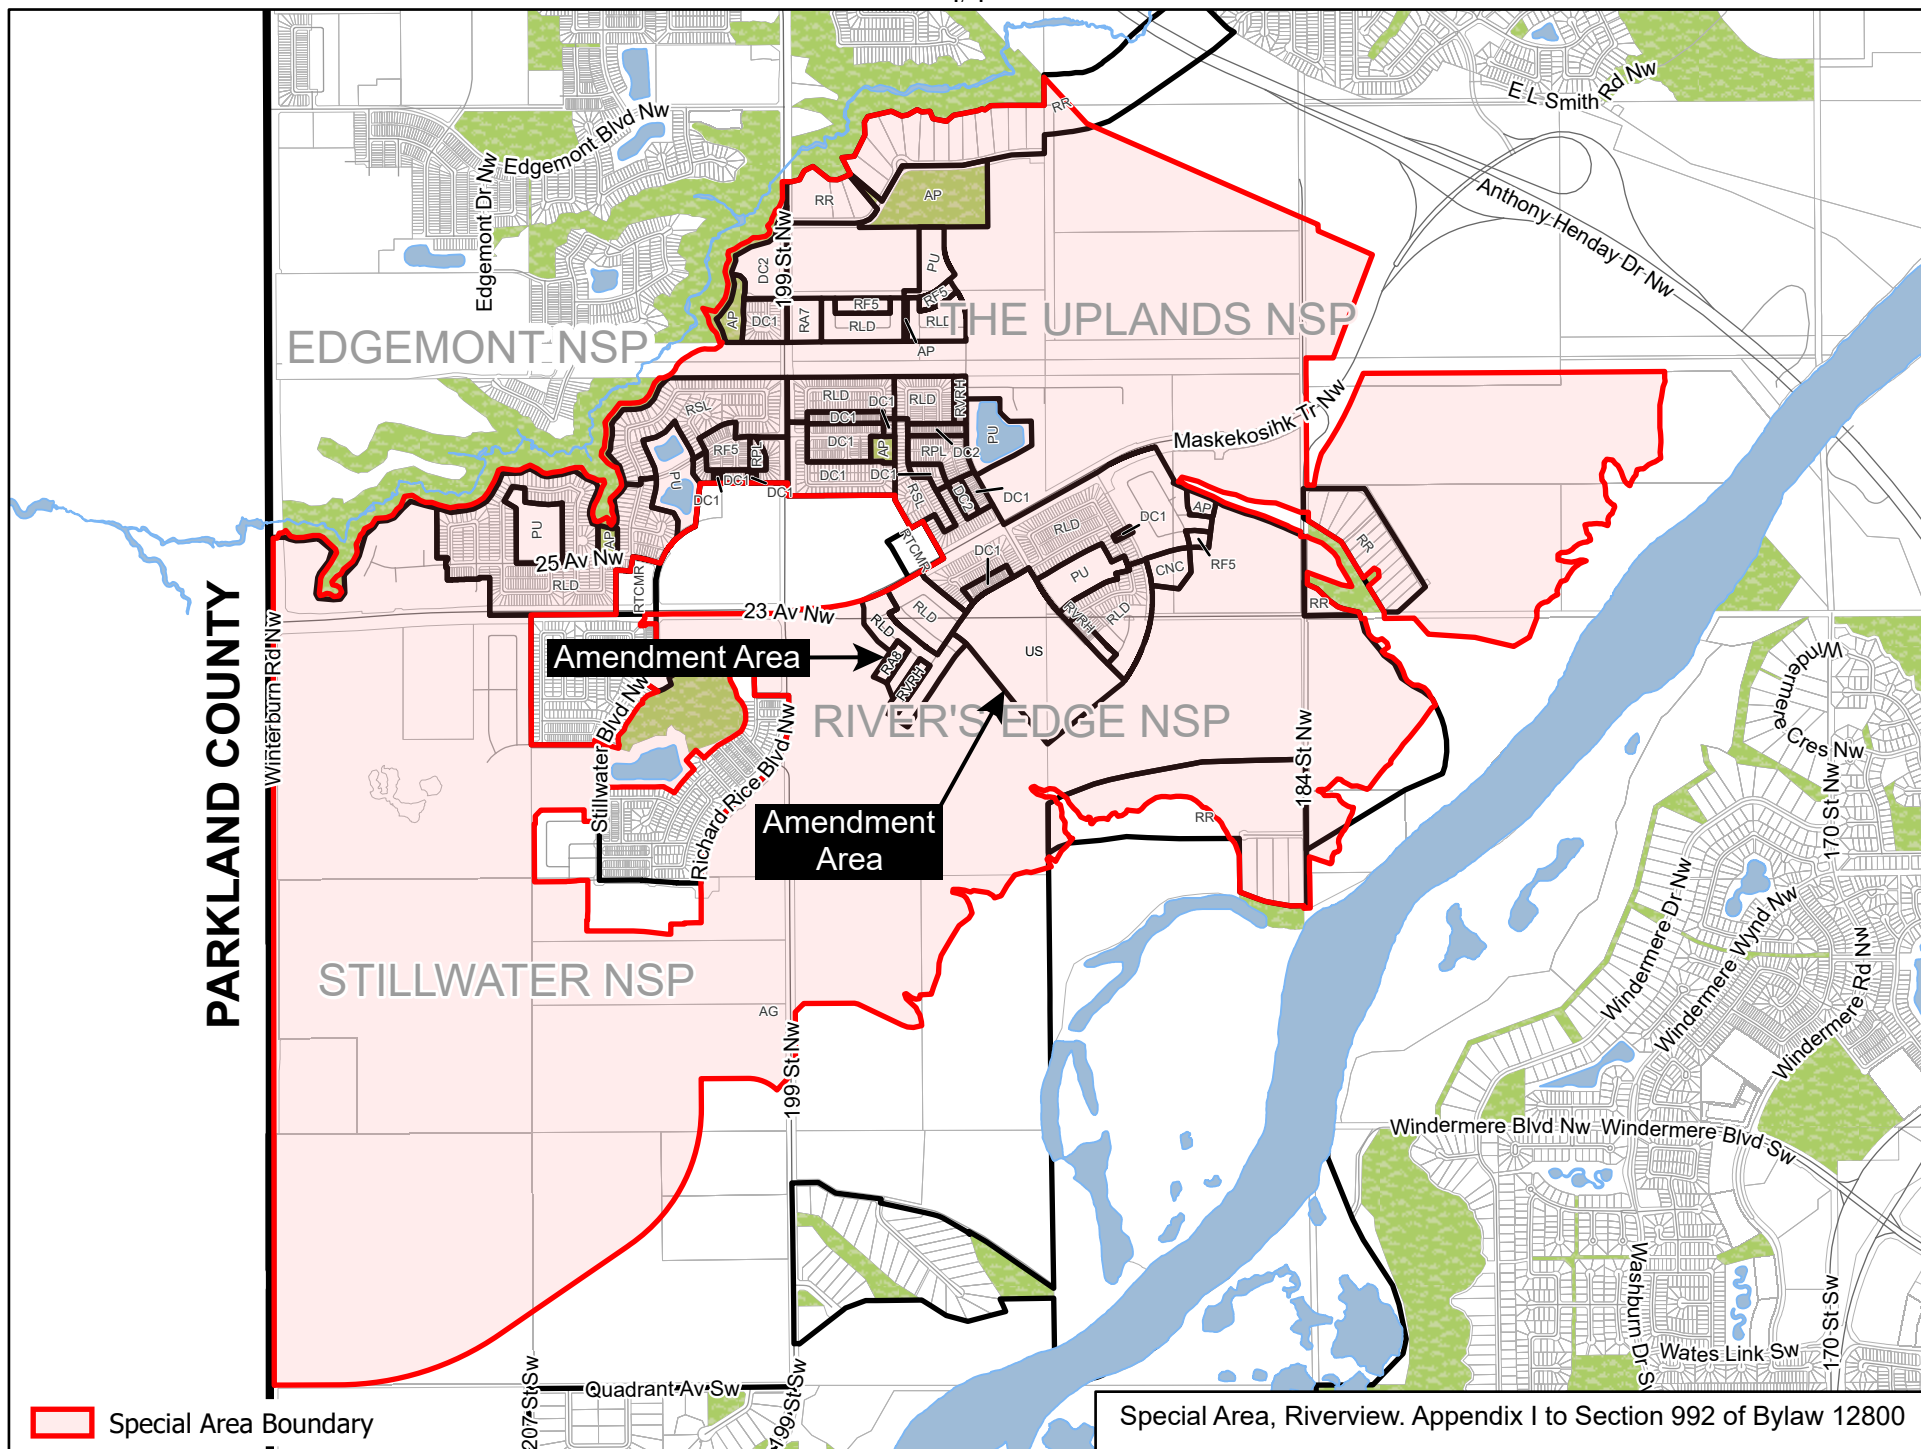 E L Smith Rd Nw
Edgemont Blvd Nw
Edgemont Dr Nw
RR
RR
AP
Anthony Henday Dr Nw
199 St Nw
DC2
PU
EDGEMONT NSP
THE UPLANDS NSP
AP
DC1
RA7
RF5
RLD
RF5
AP
RSL
RLD
DC1
RLD
RVRH
PU
Maskekosihk Tr Nw
DC1
RF5
RPL
DC1
AP
RPL
DC2
PU
DC1
DC1
DC1
DC1
DC1
RSL
DC2
DC1
PU
AP
25 Av Nw
RLD
RTCMR
RTCMR
RLD
DC1
DC1
AP
RF5
CNC
PU
RVRH
RLD
RR
RR
23 Av Nw
RLD
RLD
Amendment Area
RA8
RVRH
US
RIVER'S EDGE NSP
PARKLAND COUNTY
Winterburn Rd Nw
Stillwater Blvd Nw
Richard Rice Blvd Nw
Amendment
Area
184 St Nw
RR
Windermere
Cres Nw
170 St Nw
Windermere Dr Nw
Windermere Wynd Nw
Windermere Rd Nw
STILLWATER NSP
AG
199 St Nw
Windermere Blvd Nw
Windermere Blvd Sw
Washburn Dr S
Wates Link Sw
170 St Sw
207 St Sw
Quadrant Av Sw
199 St Sw
Special Area Boundary
Special Area, Riverview. Appendix I to Section 992 of Bylaw 12800